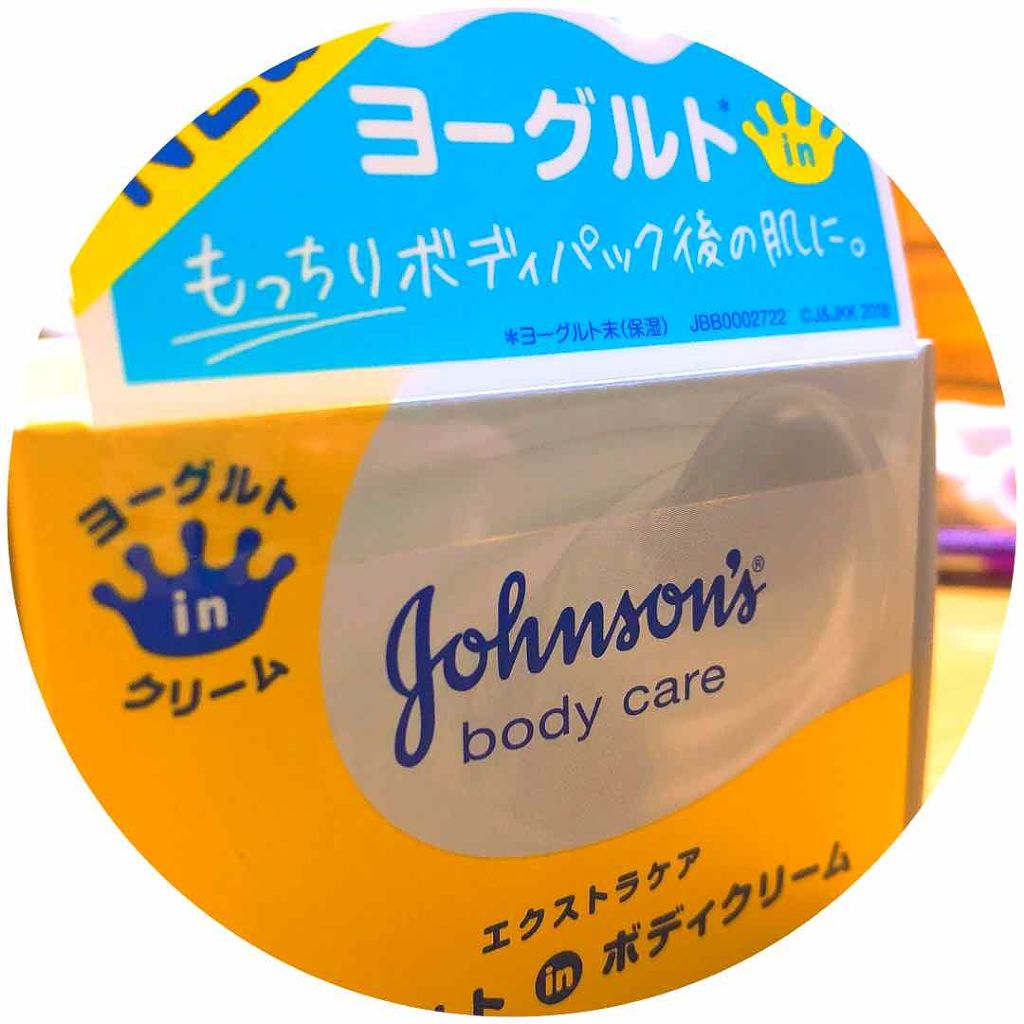 NEW
ヨーグルト*in
もっちりボディパック後の肌に。
*ヨーグルト末(保湿) JBB0002722 ©J&JKK 2018
ヨーグルト
in
クリーム
Johnson's®
body care
エクストラケア
ト in ボディクリーム